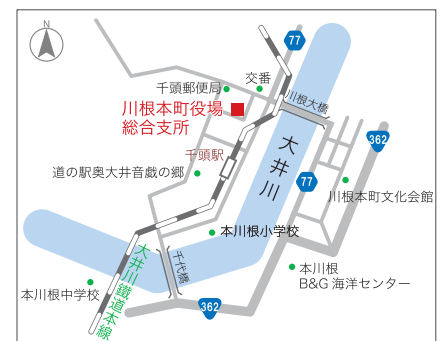 N
77
千頭郵便局
交番
川根本町役場
総合支所
川根大橋
362
千頭駅
大井川
道の駅奥大井音戯の郷
77
川根本町文化会館
本川根小学校
千代橋
本川根
B&G 海洋センター
本川根中学校
大井川鐵道本線
362